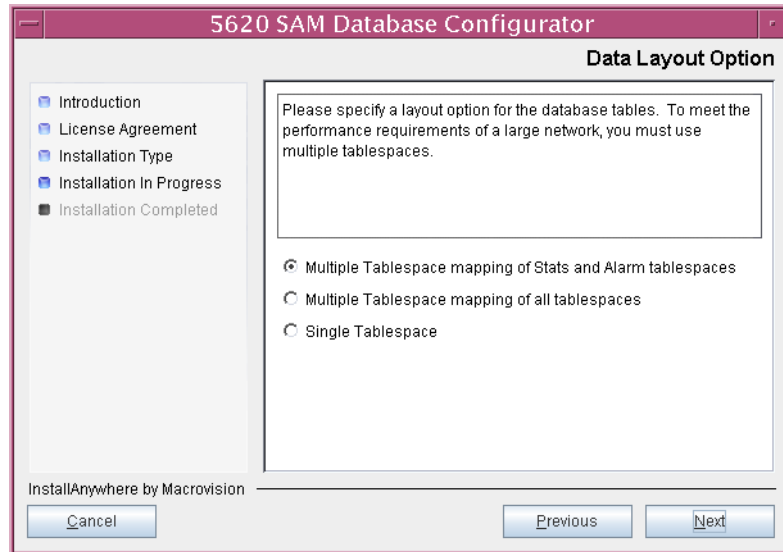 5620 SAM Database Configurator
Data Layout Option
Introduction
License Agreement
Installation Type
Installation In Progress
Installation Completed
Please specify a layout option for the database tables.  To meet the
performance requirements of a large network, you must use
multiple tablespaces.
Multiple Tablespace mapping of Stats and Alarm tablespaces
Multiple Tablespace mapping of all tablespaces
Single Tablespace
InstallAnywhere by Macrovision
Cancel
Previous
Next